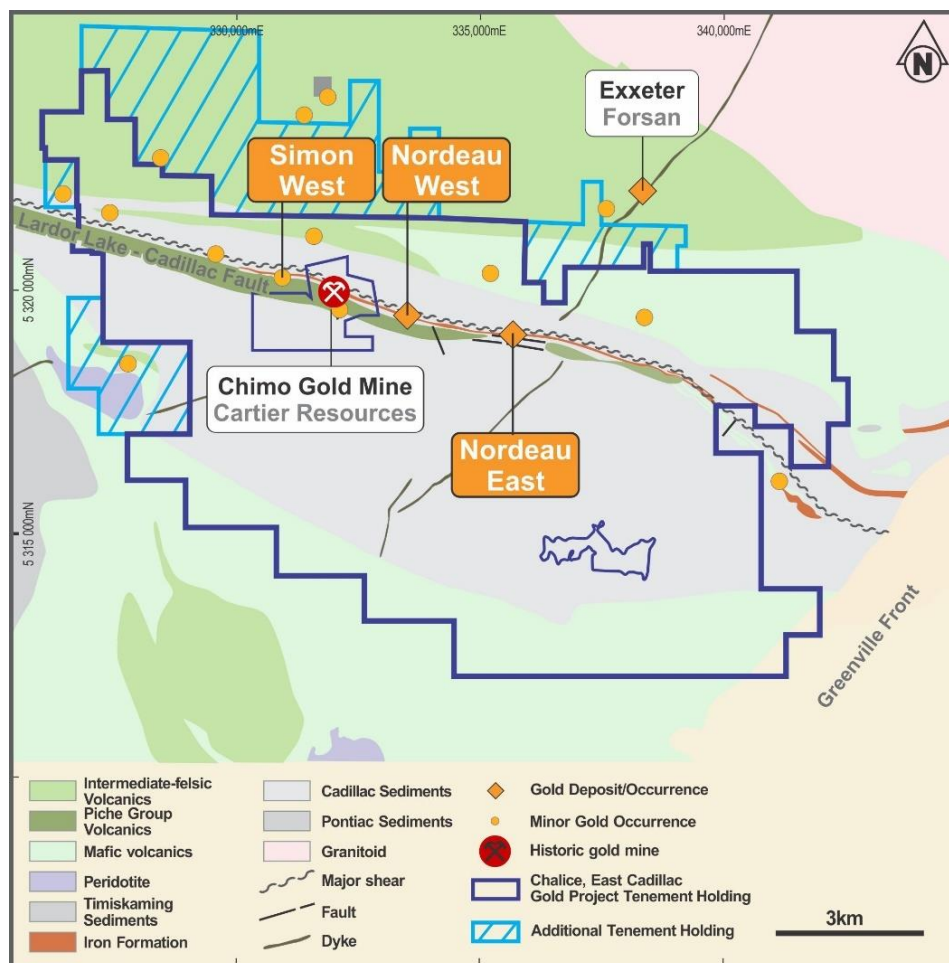 330,000mE
335,000mE
340,000mE
N
Exxeter
Forsan
Simon
West
Nordeau
West
Lardor Lake - Cadillac Fault
5 320 000mN
Chimo Gold Mine
Cartier Resources
Nordeau
East
5 315 000mN
Greenville Front
Intermediate-felsic
Volcanics
Piche Group
Volcanics
Mafic volcanics
Peridotite
Timiskaming
Sediments
Iron Formation
Cadillac Sediments
Pontiac Sediments
Granitoid
Major shear
Fault
Dyke
Gold Deposit/Occurrence
Minor Gold Occurrence
Historic gold mine
Chalice, East Cadillac
Gold Project Tenement Holding
Additional Tenement Holding
3km